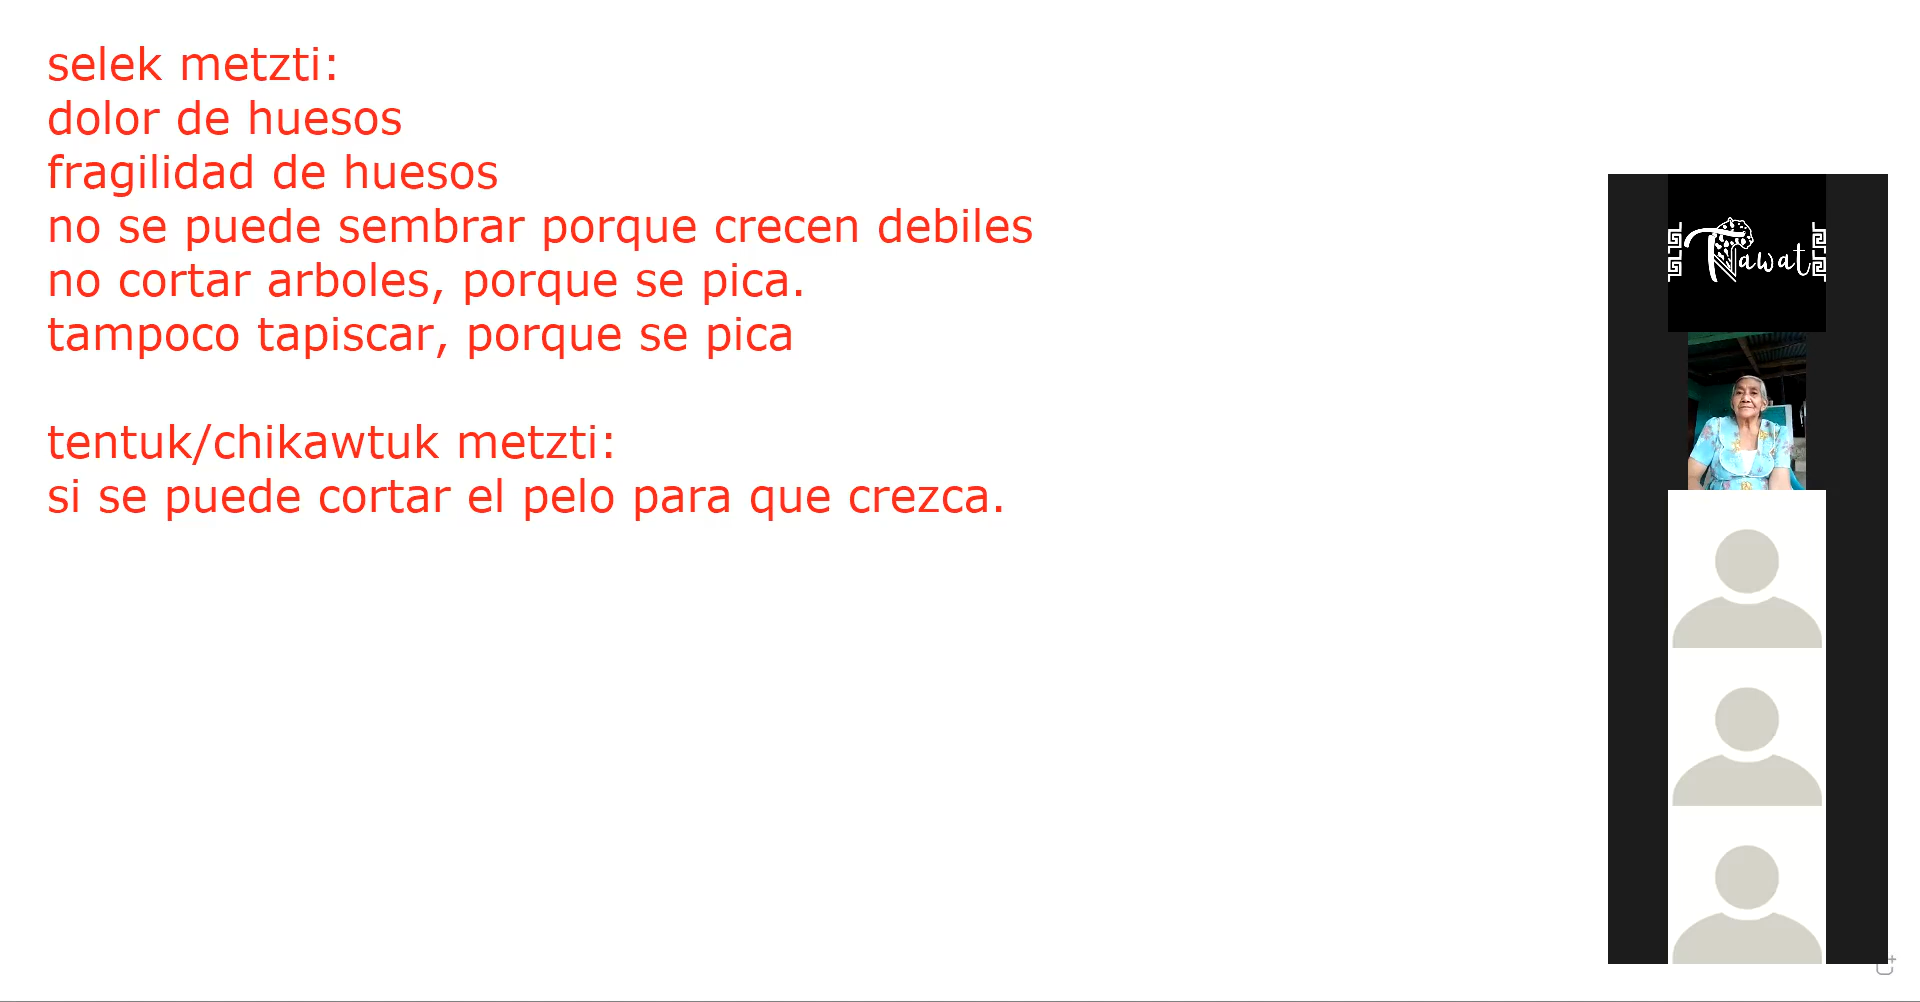 selek metzti:
dolor de huesos
fragilidad de huesos
no se puede sembrar porque crecen debiles
no cortar arboles, porque se pica.
tampoco tapiscar, porque se pica
tentuk/chikawtuk metzti:
si se puede cortar el pelo para que crezca.
Tawat